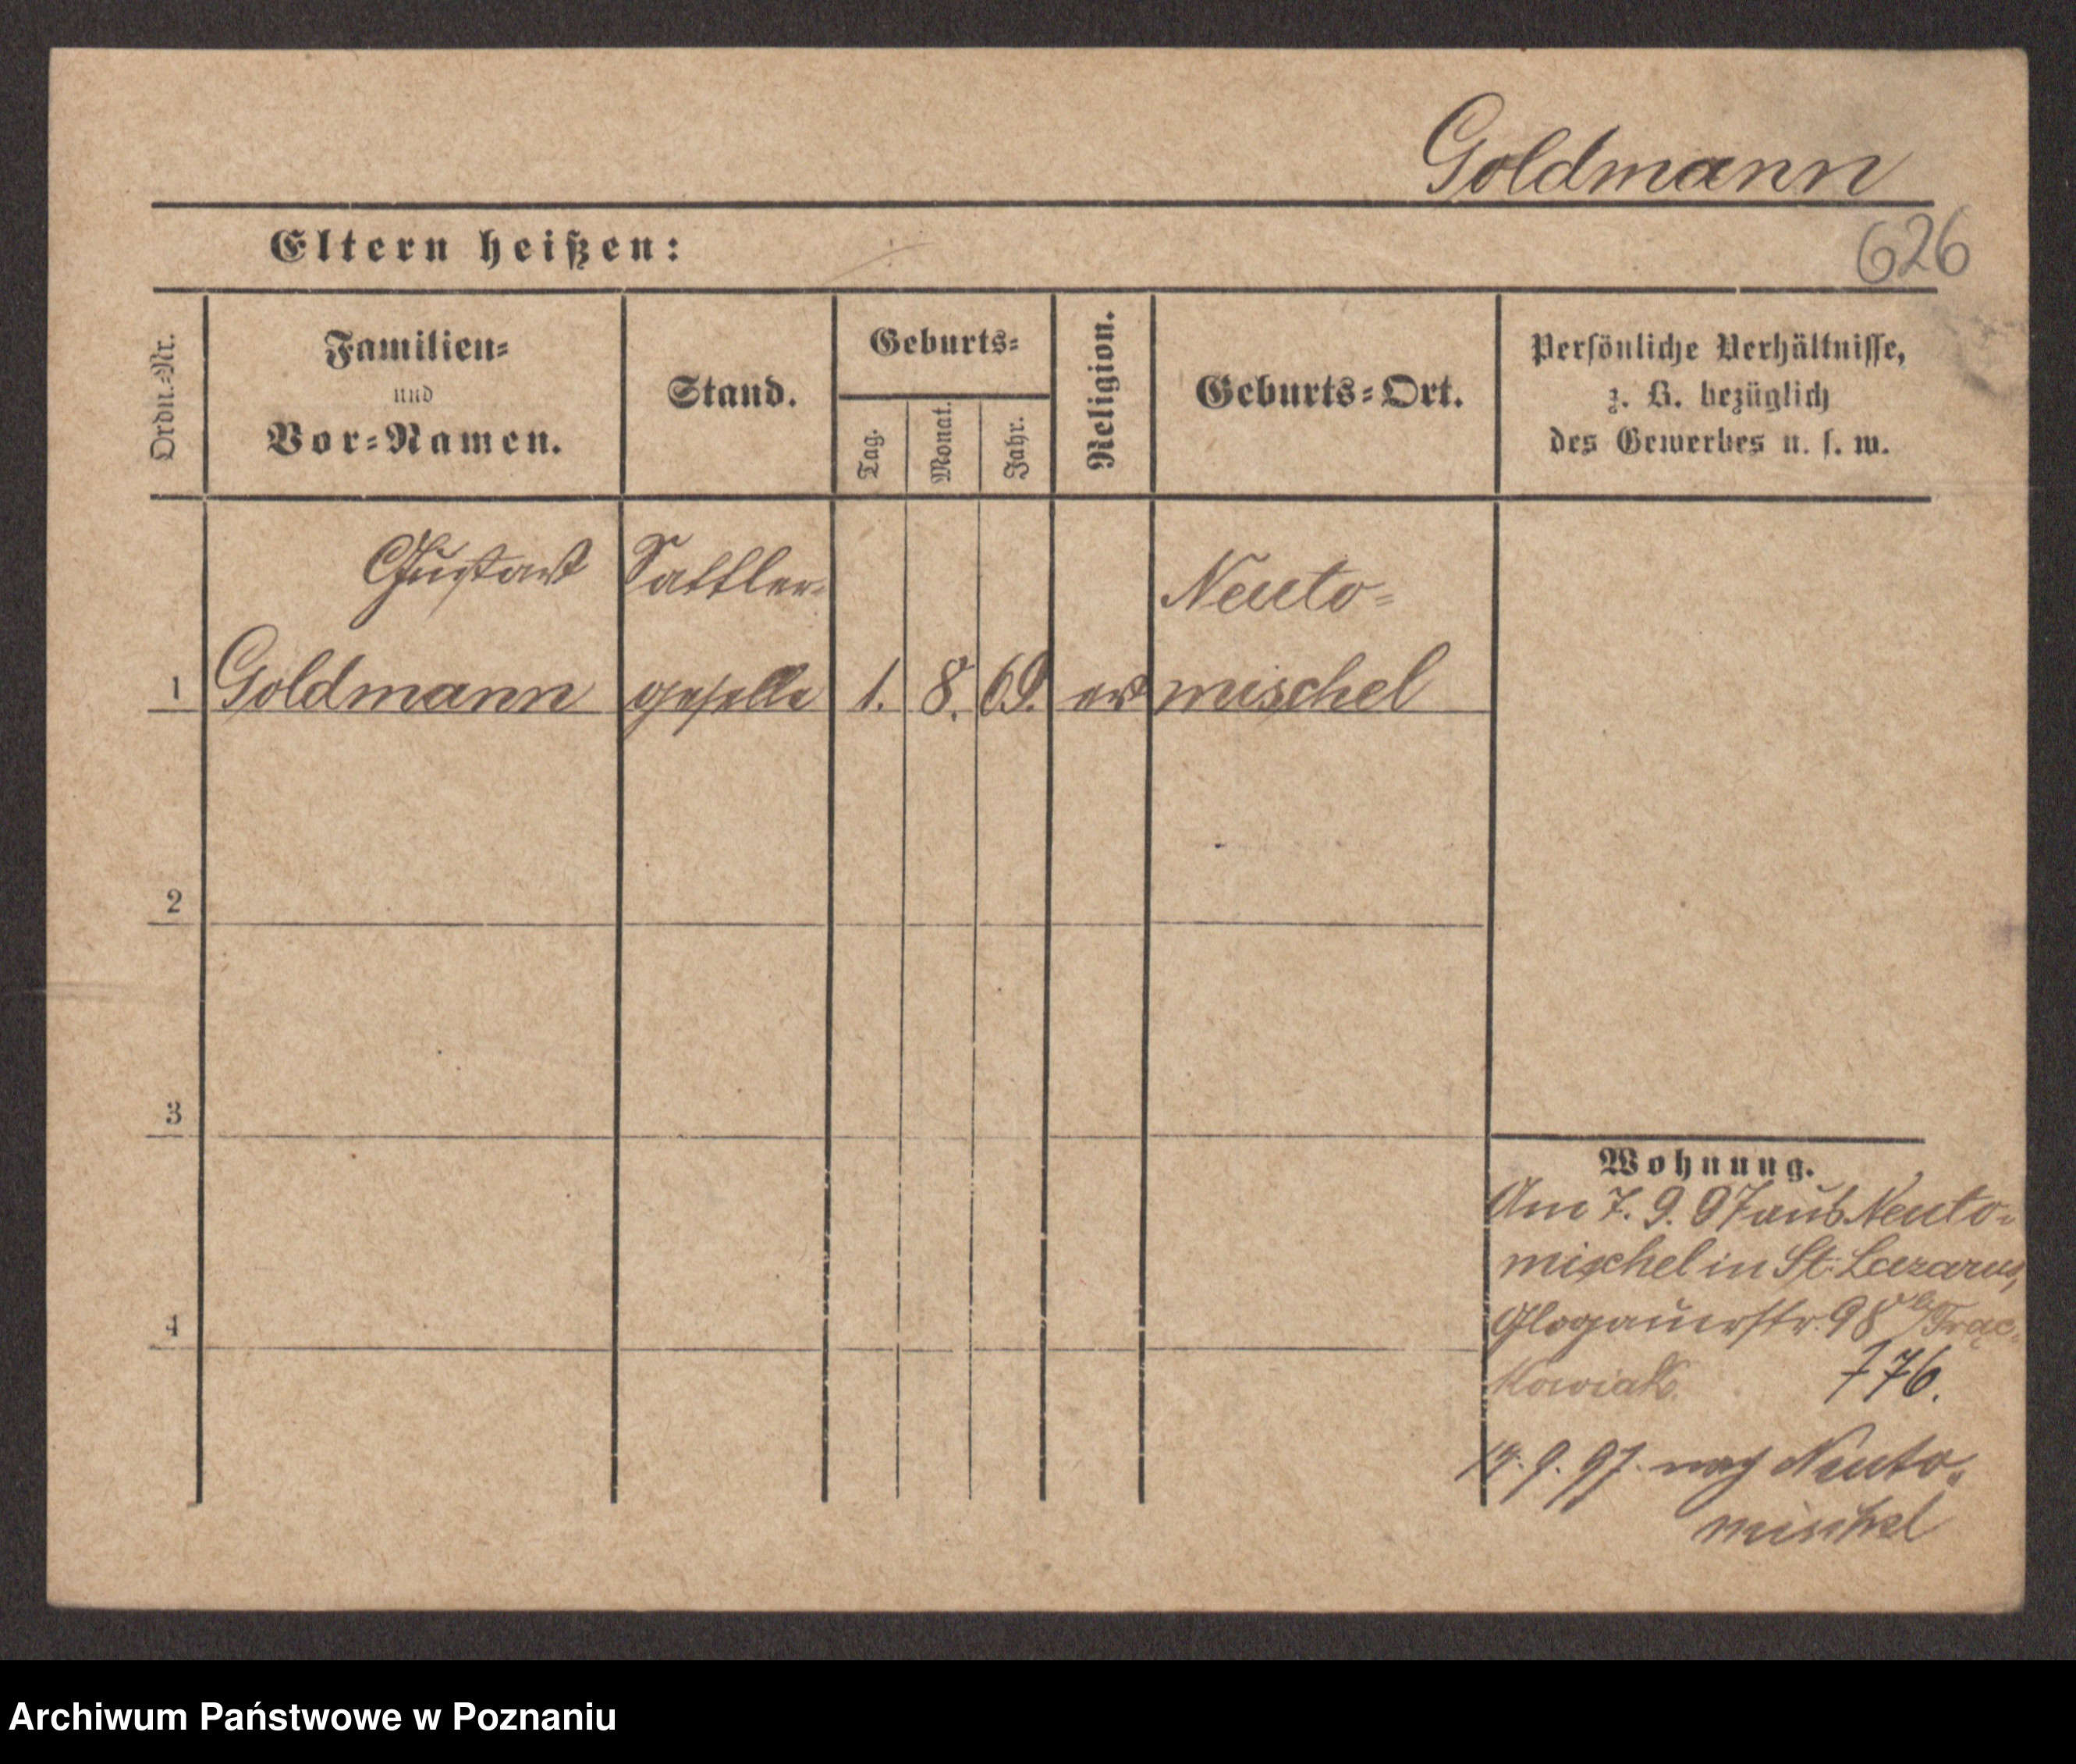 Goldmann
626
Eltern heißen:
Ordn.=Nr.
Familien=
und
Vor=Namen.
Stand.
Geburts=
Tag.
Monat.
Jahr.
Religion.
Geburts=Ort.
Persönliche Verhältnisse,
z. B. bezüglich
des Gewerbes u. s. w.
Gustav Sattler= Neuto=
1 Goldmann geselle 1. 8. 69. ev mischel
2
3
4
Wohnung.
Am 7. 9. 97 aus Neuto=
mischel in St. Lazarus,
Glogauerstr. 98 b/Frąc=
kowiak. 776.
9. 97. nach Neuto=
mischel
Archiwum Państwowe w Poznaniu